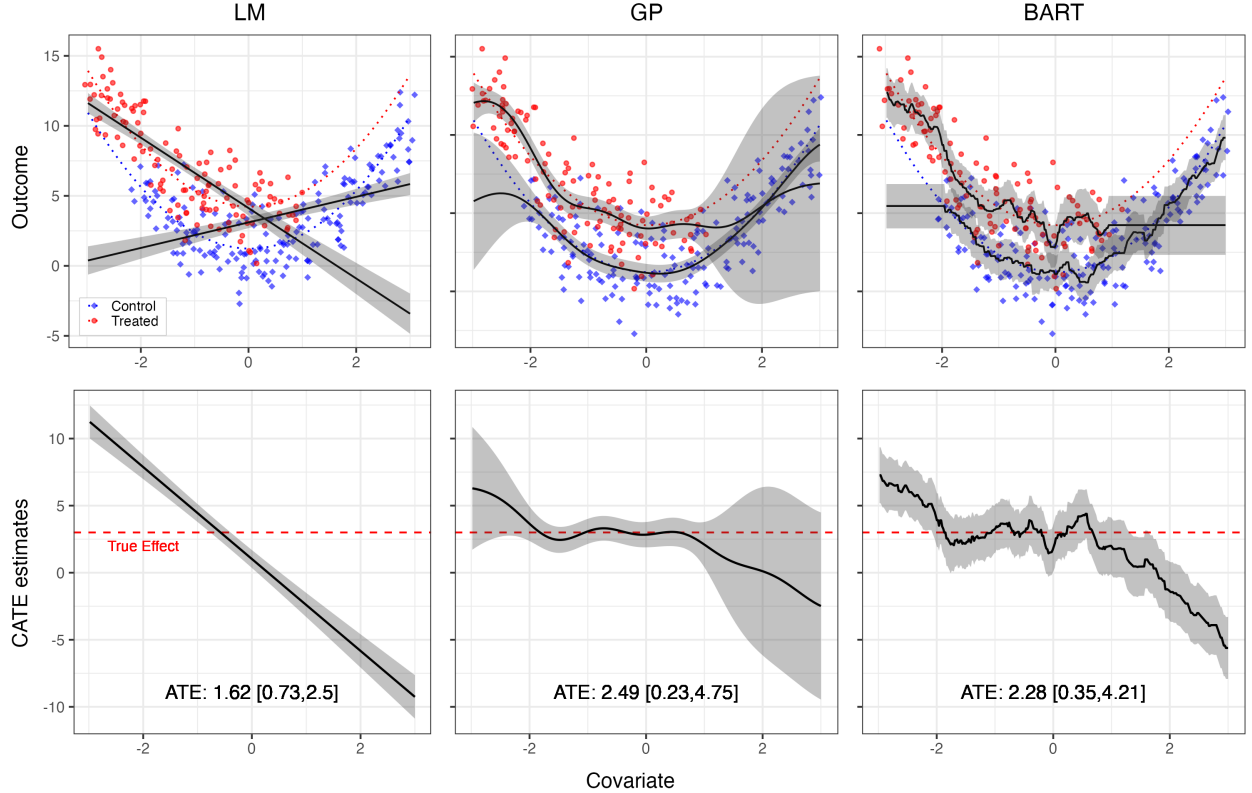 LM GP BART
Outcome
15
10
5
0
-5
Control
Treated
-2 0 2 -2 0 2 -2 0 2
CATE estimates
10
5
0
-5
-10
True Effect
ATE: 1.62 [0.73,2.5] ATE: 2.49 [0.23,4.75] ATE: 2.28 [0.35,4.21]
-2 0 2 -2 0 2 -2 0 2
Covariate